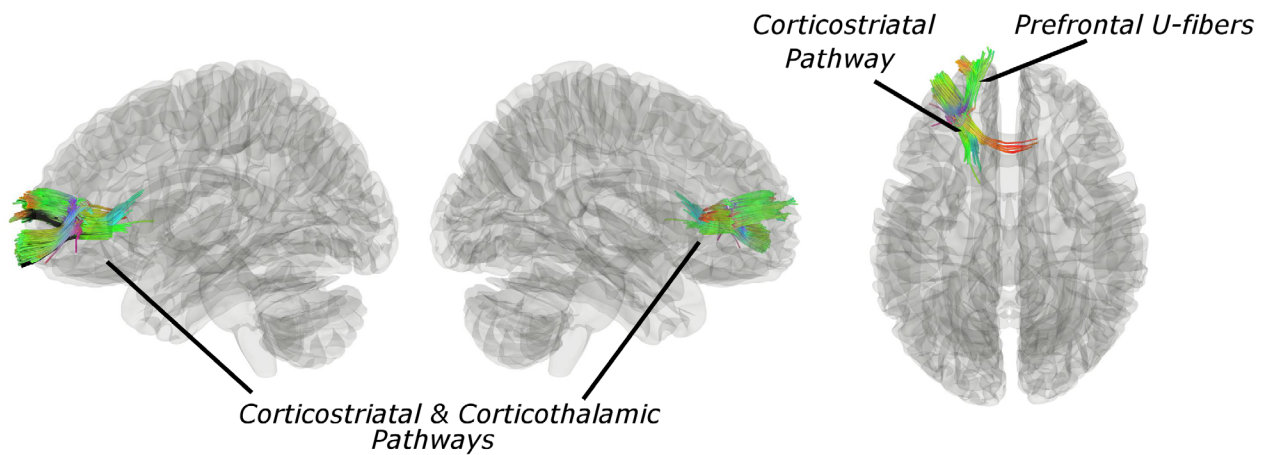 Corticostriatal
Pathway
Prefrontal U-fibers
Corticostriatal & Corticothalamic
Pathways